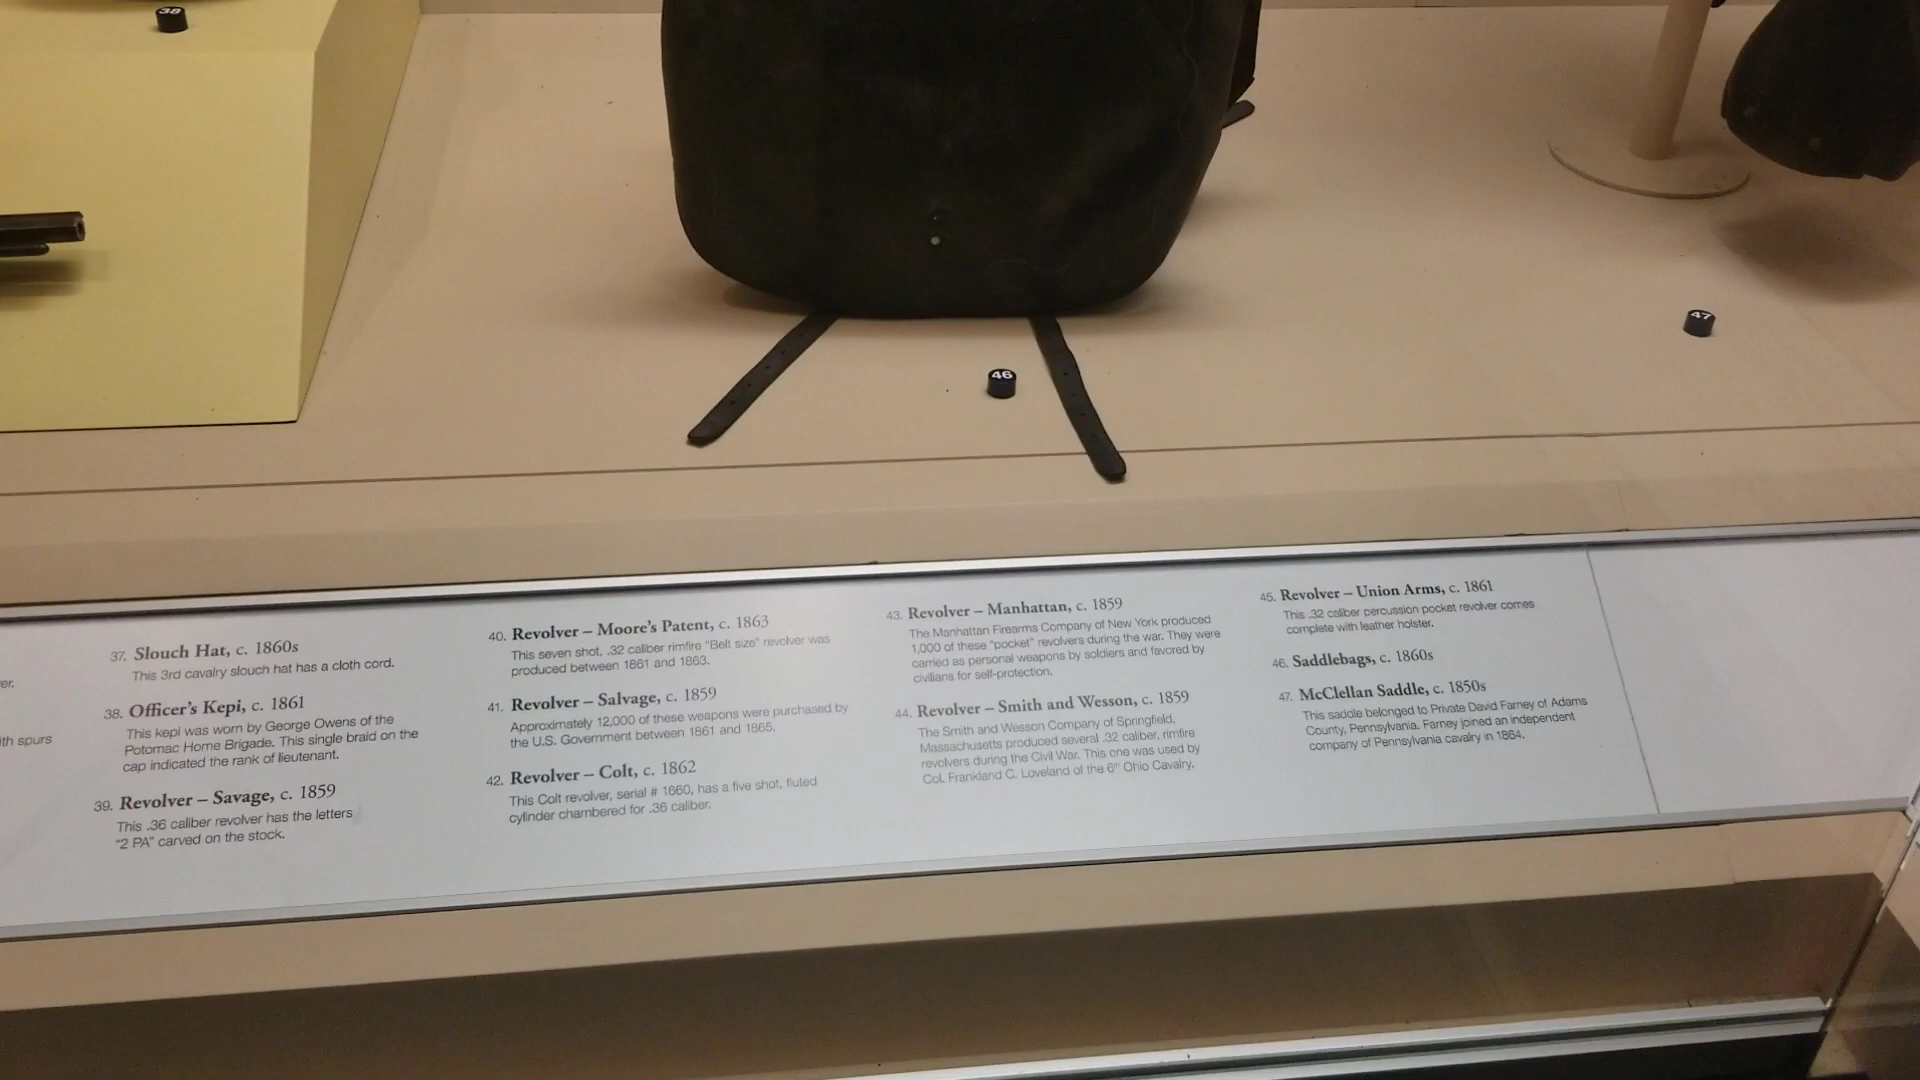 38
46
47
er.
ith spurs
37. Slouch Hat, c. 1860s
This 3rd cavalry slouch hat has a cloth cord.
38. Officer's Kepi, c. 1861
This kepi was worn by George Owens of the
Potomac Home Brigade. This single braid on the
cap indicated the rank of lieutenant.
39. Revolver – Savage, c. 1859
This .36 caliber revolver has the letters
"2 PA" carved on the stock.
40. Revolver – Moore's Patent, c. 1863
This seven shot, .32 caliber rimfire "Belt size" revolver was
produced between 1861 and 1863.
41. Revolver – Salvage, c. 1859
Approximately 12,000 of these weapons were purchased by
the U.S. Government between 1861 and 1865.
42. Revolver – Colt, c. 1862
This Colt revolver, serial # 1660, has a five shot, fluted
cylinder chambered for .36 caliber.
43. Revolver – Manhattan, c. 1859
The Manhattan Firearms Company of New York produced
1,000 of these "pocket" revolvers during the war. They were
carried as personal weapons by soldiers and favored by
civilians for self-protection.
44. Revolver – Smith and Wesson, c. 1859
The Smith and Wesson Company of Springfield,
Massachusetts produced several .32 caliber, rimfire
revolvers during the Civil War. This one was used by
Col. Frankland C. Loveland of the 6th Ohio Cavalry.
45. Revolver – Union Arms, c. 1861
This .32 caliber percussion pocket revolver comes
complete with leather holster.
46. Saddlebags, c. 1860s
47. McClellan Saddle, c. 1850s
This saddle belonged to Private David Farney of Adams
County, Pennsylvania. Farney joined an independent
company of Pennsylvania cavalry in 1864.